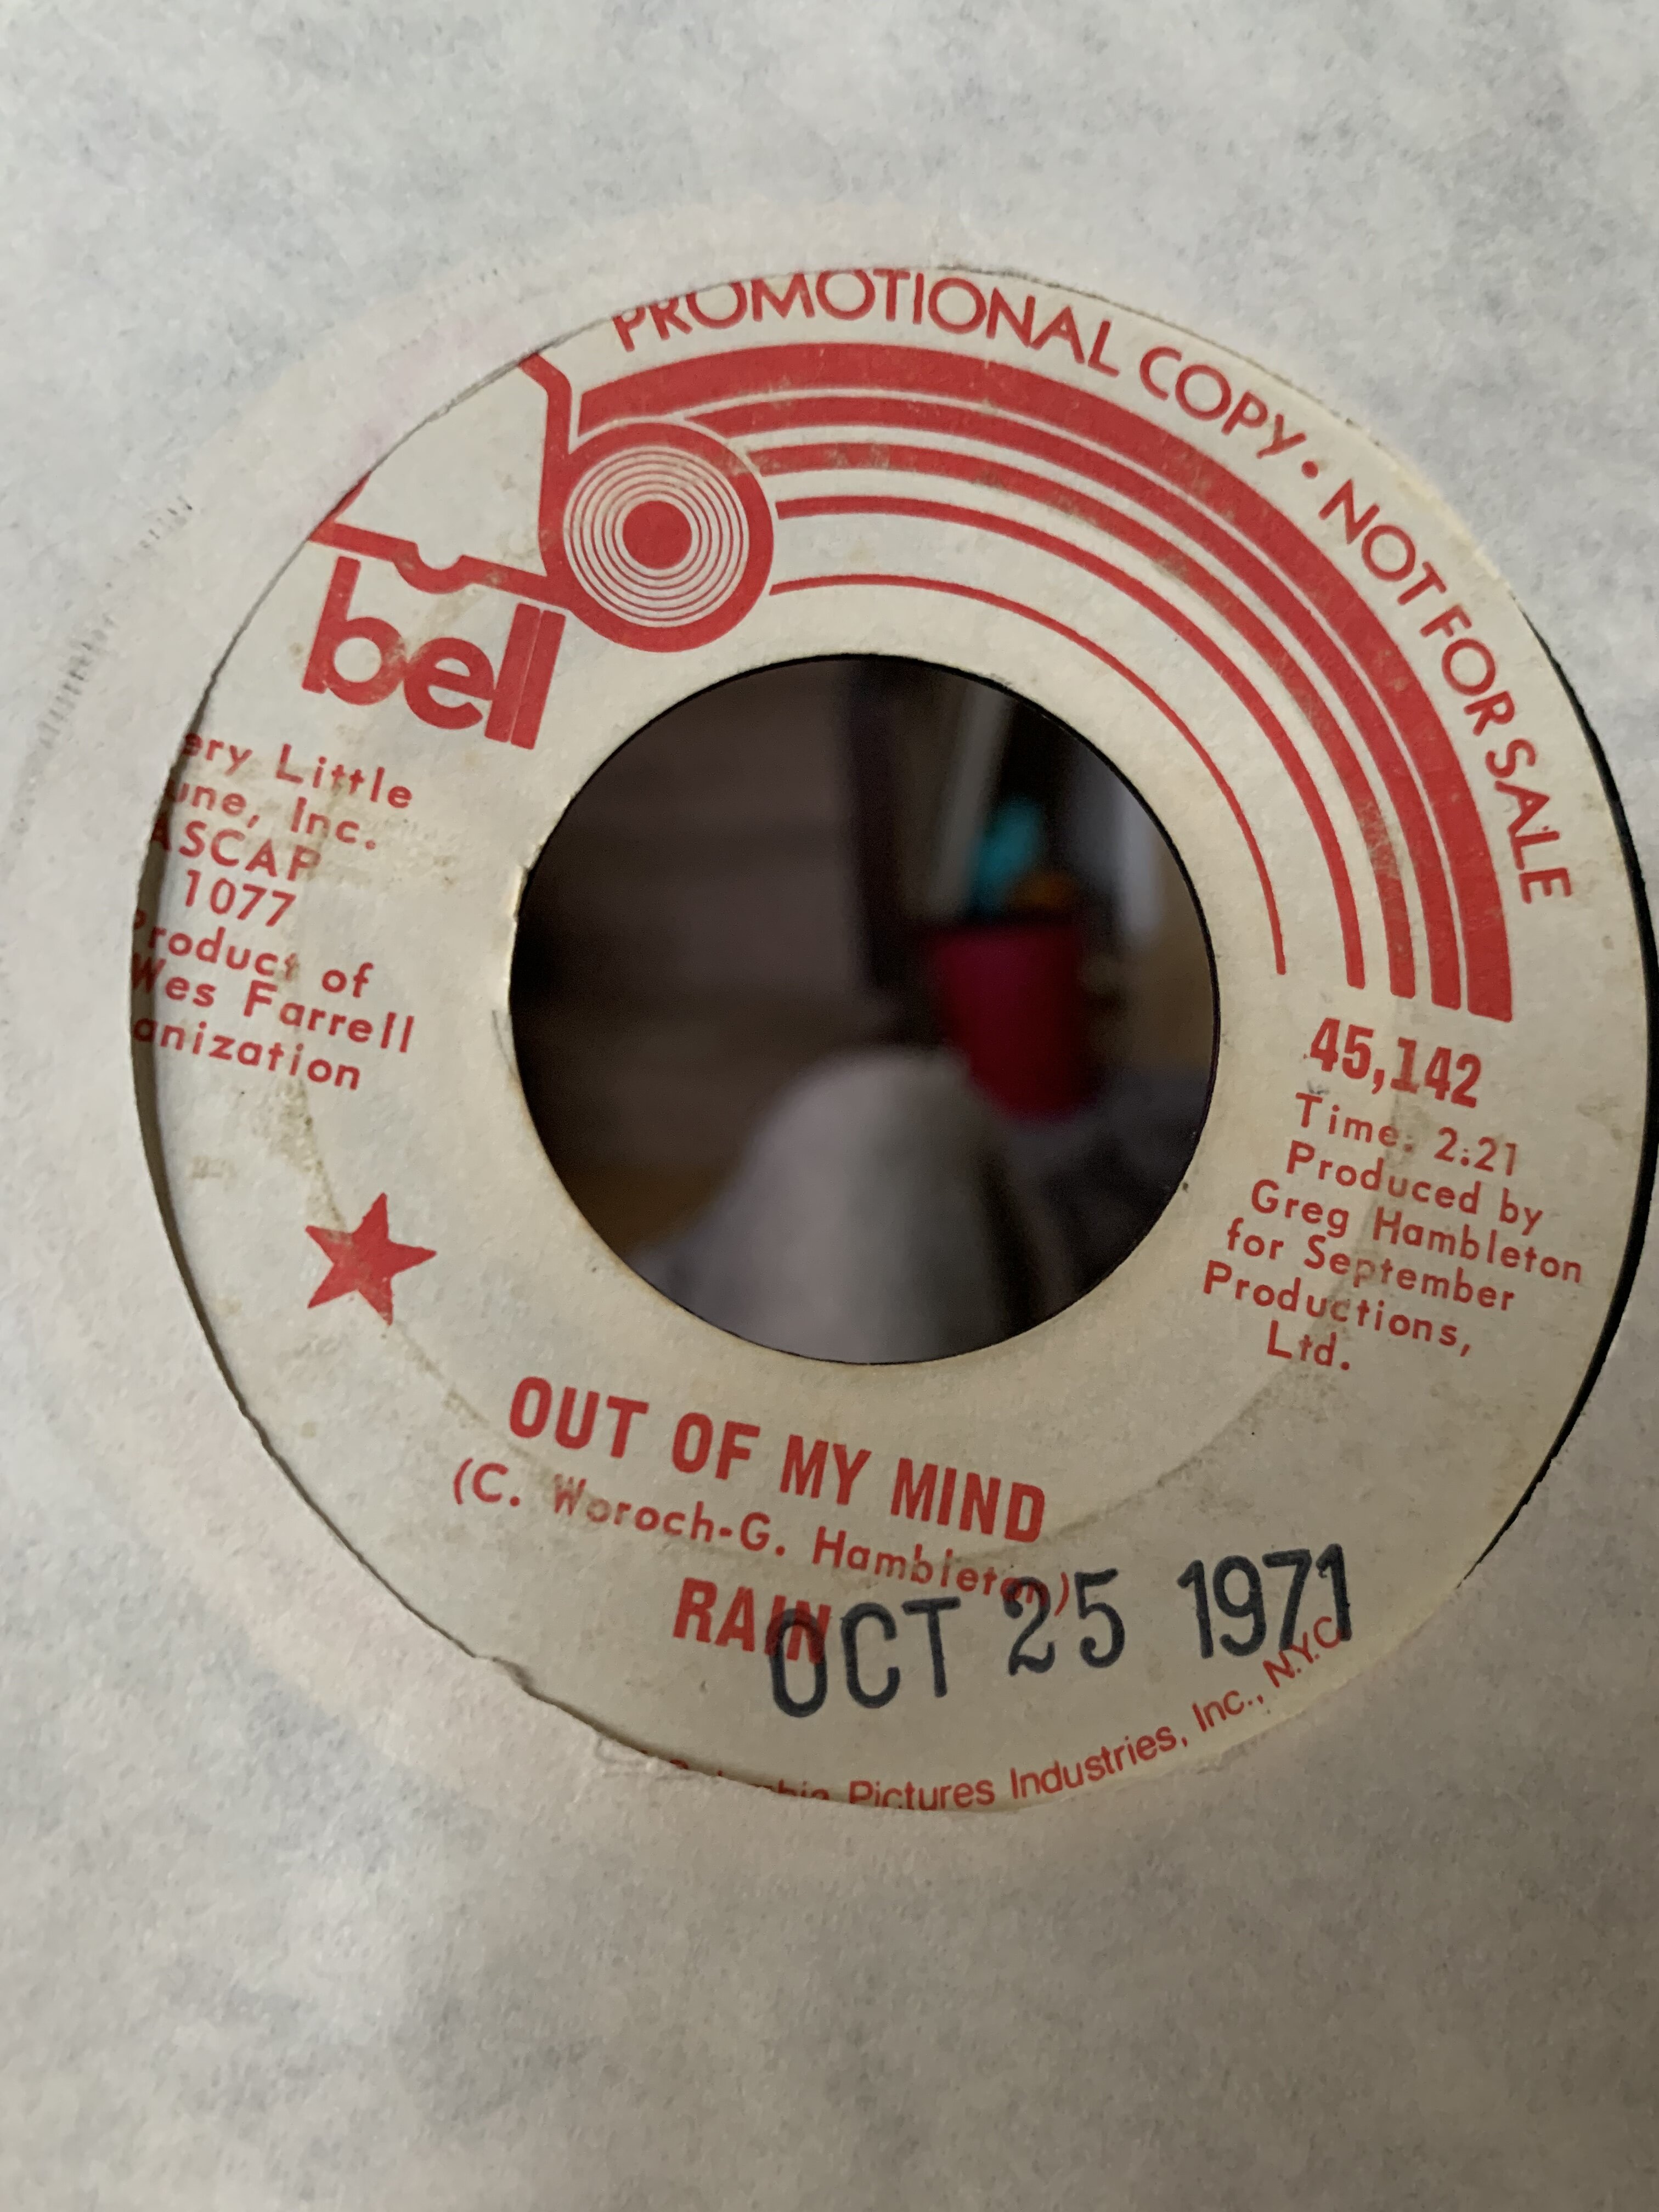 PROMOTIONAL COPY • NOT FOR SALE
bell
ery Little
une, Inc.
ASCAP
1077
Product of
Wes Farrell
anization
45,142
Time: 2:21
Produced by
Greg Hambleton
for September
Productions,
Ltd.
OUT OF MY MIND
(C. Woroch-G. Hambleton)
RAIN
OCT 25 1971
Pictures Industries, Inc., N.Y.C.